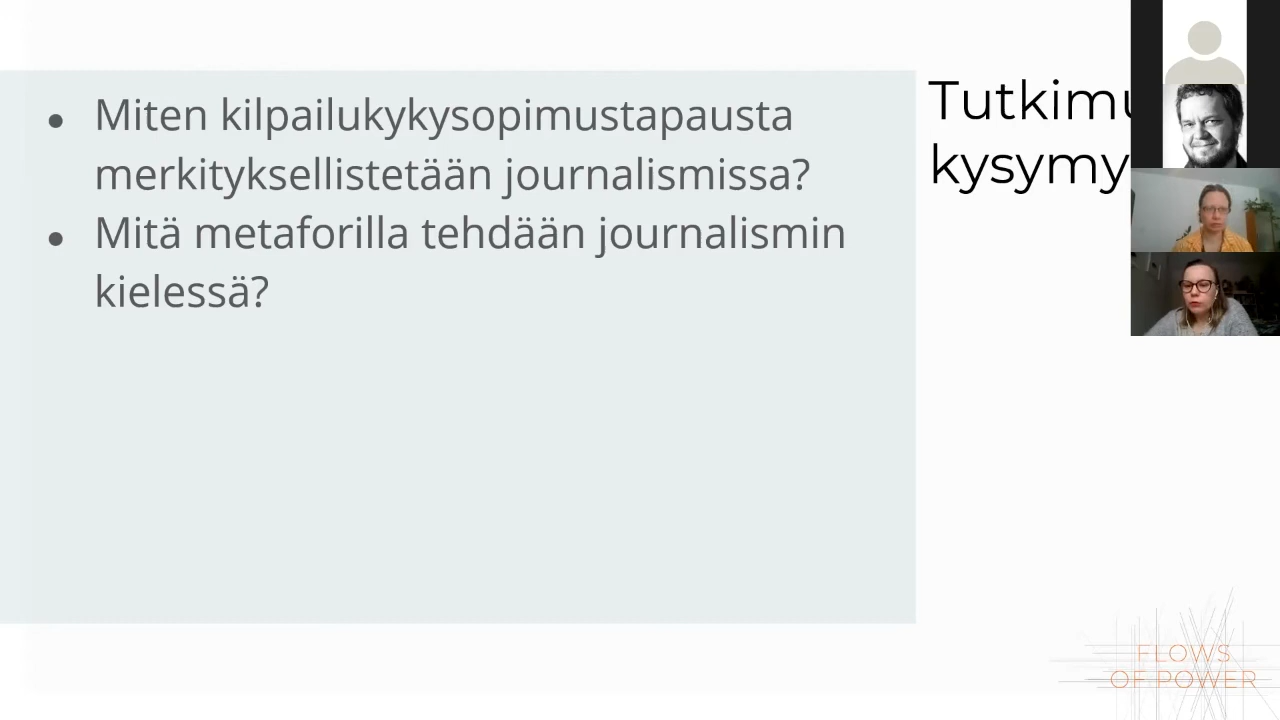 • Miten kilpailukykysopimustapausta
merkityksellistetään journalismissa?
• Mitä metaforilla tehdään journalismin
kielessä?
Tutkimu
kysymy
FLOWS
OF POWER